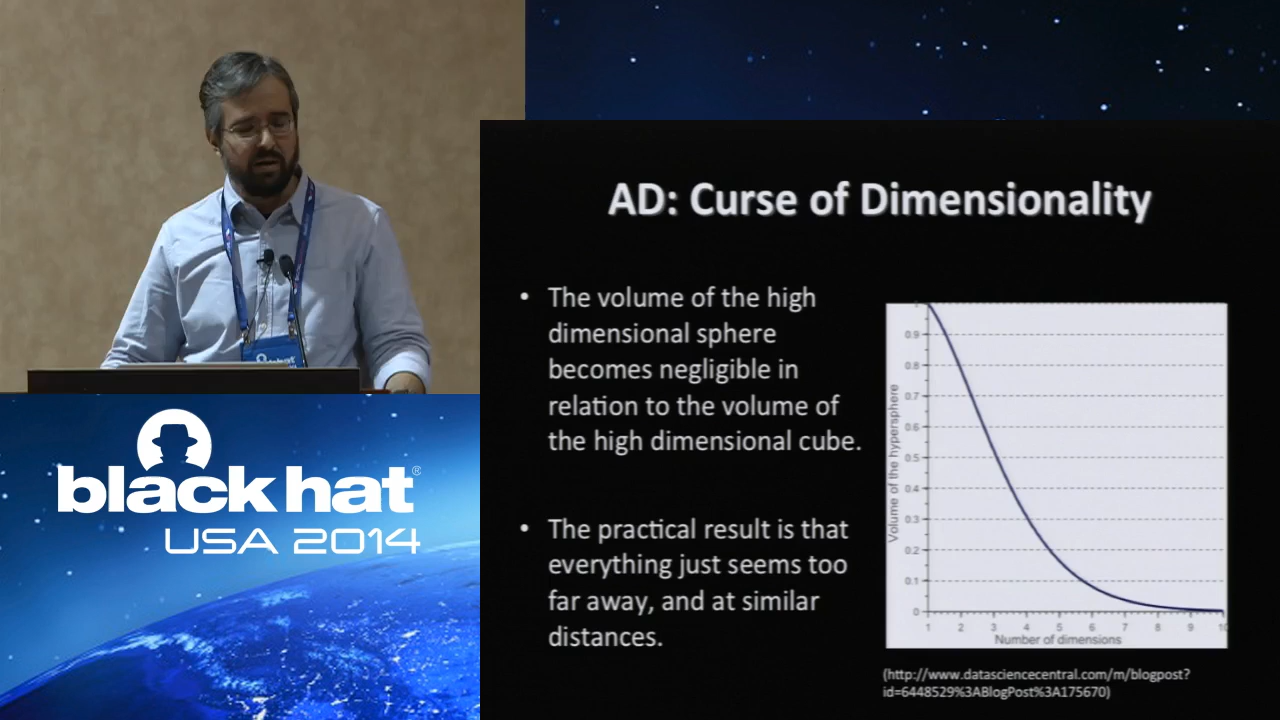 AD: Curse of Dimensionality
• The volume of the high
dimensional sphere
becomes negligible in
relation to the volume of
the high dimensional cube.
• The practical result is that
everything just seems too
far away, and at similar
distances.
Volume of the hypersphere
0.9
0.8
0.7
0.6
0.5
0.4
0.3
0.2
0.1
0
1 2 3 4 5 6 7 8 9 10
Number of dimensions
(http://www.datasciencecentral.com/m/blogpost?
id=6448529%3ABlogPost%3A175670)
black hat®
USA 2014